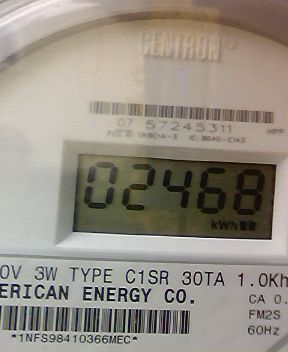 CENTRON
07 57245311
HPP
02468
kWh
0V 3W TYPE C1SR 30TA 1.0Kh
ERICAN ENERGY CO.
CA 0.
FM2S
60Hz
*1NFS98410366MEC*